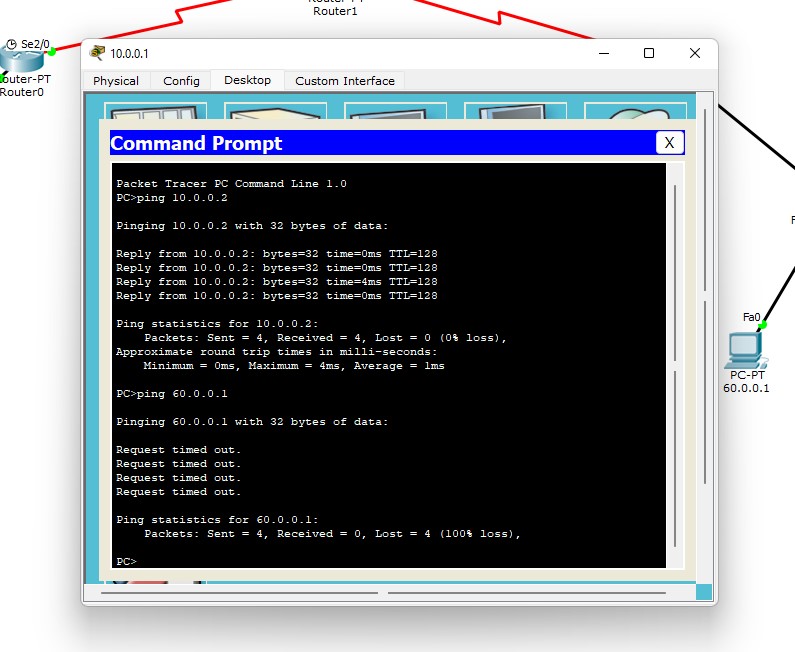 Router1
Se2/0
Router0
10.0.0.1
Physical Config Desktop Custom Interface
Command Prompt X
Packet Tracer PC Command Line 1.0
PC>ping 10.0.0.2
Pinging 10.0.0.2 with 32 bytes of data:
Reply from 10.0.0.2: bytes=32 time=0ms TTL=128
Reply from 10.0.0.2: bytes=32 time=0ms TTL=128
Reply from 10.0.0.2: bytes=32 time=4ms TTL=128
Reply from 10.0.0.2: bytes=32 time=0ms TTL=128
Ping statistics for 10.0.0.2:
Packets: Sent = 4, Received = 4, Lost = 0 (0% loss),
Approximate round trip times in milli-seconds:
Minimum = 0ms, Maximum = 4ms, Average = 1ms
PC>ping 60.0.0.1
Pinging 60.0.0.1 with 32 bytes of data:
Request timed out.
Request timed out.
Request timed out.
Request timed out.
Ping statistics for 60.0.0.1:
Packets: Sent = 4, Received = 0, Lost = 4 (100% loss),
PC>
Fa0
PC-PT
60.0.0.1